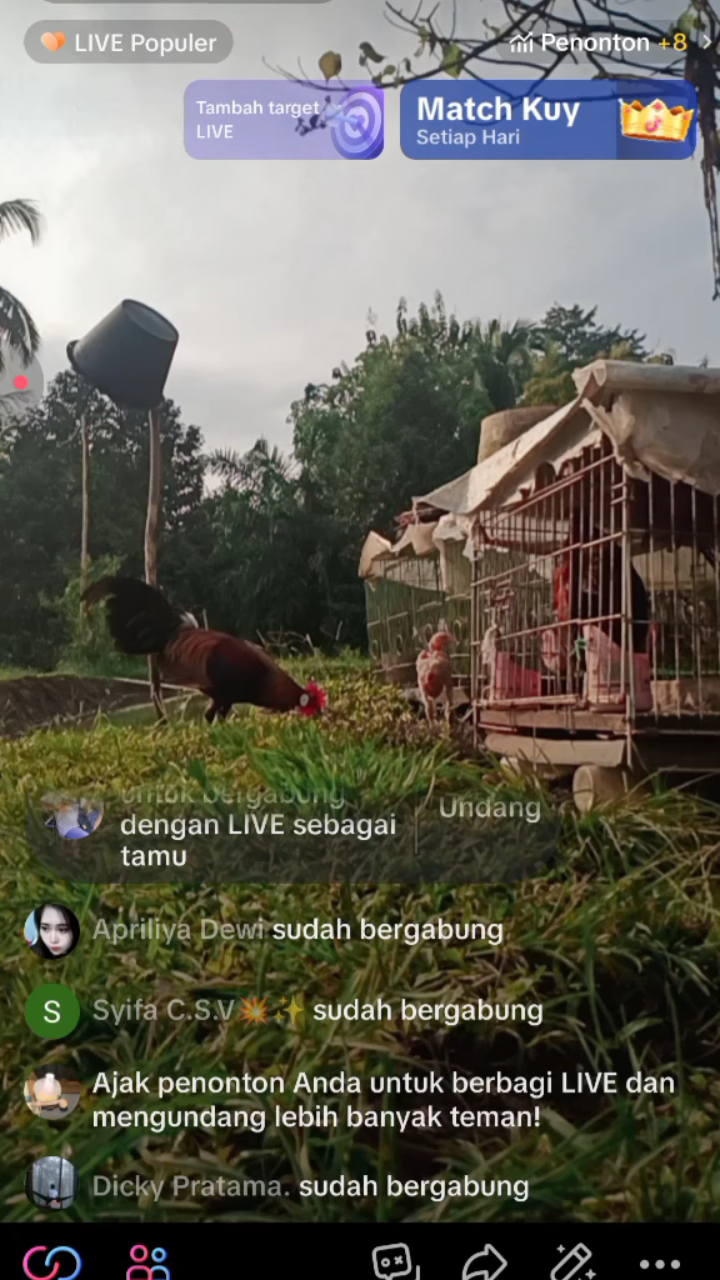 LIVE Populer
Penonton +8
Tambah target
LIVE
Match Kuy
Setiap Hari
untuk bergabung
dengan LIVE sebagai
tamu
Undang
Apriliya Dewi sudah bergabung
S
Syifa C.S.V💥✨ sudah bergabung
Ajak penonton Anda untuk berbagi LIVE dan
mengundang lebih banyak teman!
Dicky Pratama. sudah bergabung